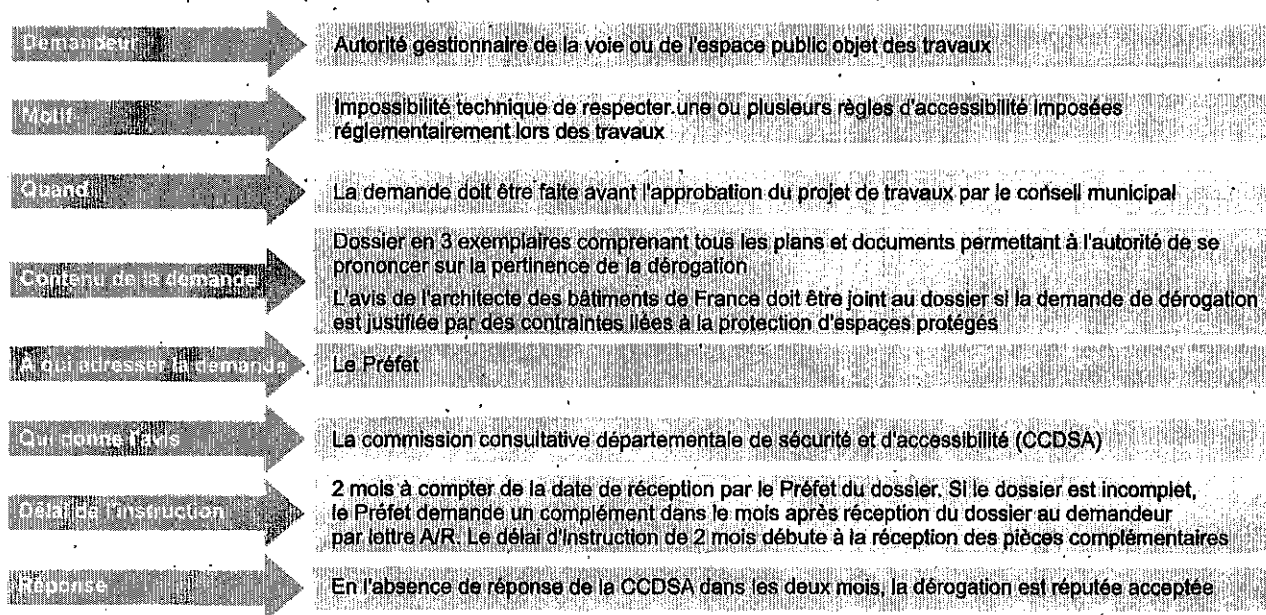 Demandeur
Autorité gestionnaire de la voie ou de l'espace public objet des travaux
Motif
Impossibilité technique de respecter une ou plusieurs règles d'accessibilité imposées
réglementairement lors des travaux
Quand
La demande doit être faite avant l'approbation du projet de travaux par le conseil municipal
Contenu de la demande
Dossier en 3 exemplaires comprenant tous les plans et documents permettant à l'autorité de se
prononcer sur la pertinence de la dérogation
L'avis de l'architecte des bâtiments de France doit être joint au dossier si la demande de dérogation
est justifiée par des contraintes liées à la protection d'espaces protégés
A qui adresser la demande
Le Préfet
Qui donne l'avis
La commission consultative départementale de sécurité et d'accessibilité (CCDSA)
Délai de l'instruction
2 mois à compter de la date de réception par le Préfet du dossier. Si le dossier est incomplet,
le Préfet demande un complément dans le mois après réception du dossier au demandeur
par lettre A/R. Le délai d'instruction de 2 mois débute à la réception des pièces complémentaires
Réponse
En l'absence de réponse de la CCDSA dans les deux mois, la dérogation est réputée acceptée